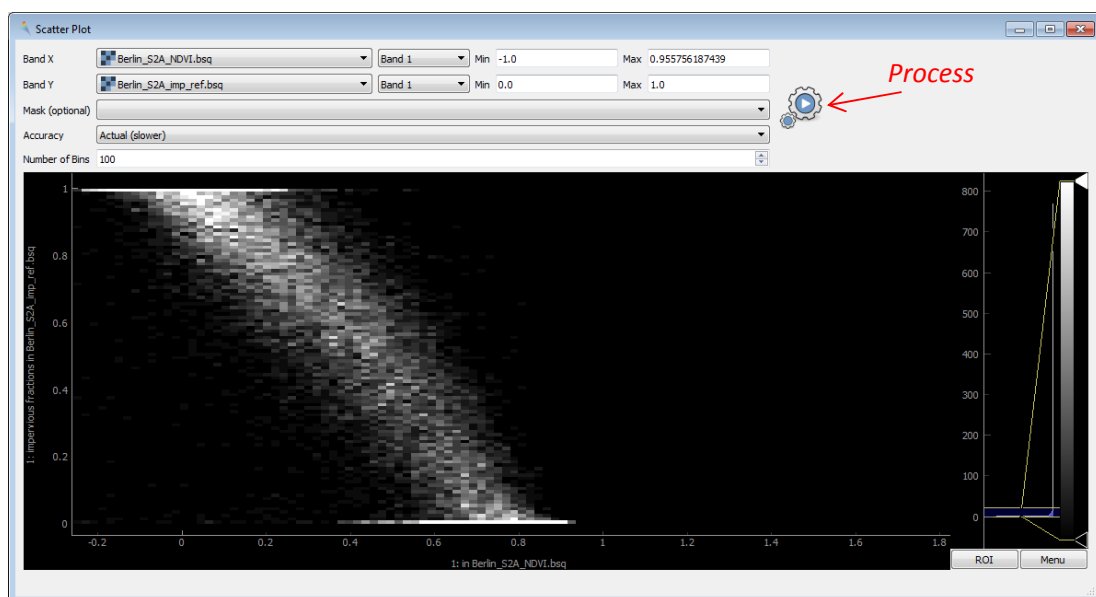 Scatter Plot
Band X Berlin_S2A_NDVI.bsq Band 1 Min -1.0 Max 0.955756187439
Band Y Berlin_S2A_imp_ref.bsq Band 1 Min 0.0 Max 1.0
Process
Mask (optional)
Accuracy Actual (slower)
Number of Bins 100
1
0.8
0.6
0.4
0.2
0
1: impervious fractions in Berlin_S2A_imp_ref.bsq
-0.2 0 0.2 0.4 0.6 0.8 1 1.2 1.4 1.6 1.8
1: in Berlin_S2A_NDVI.bsq
800
700
600
500
400
300
200
100
0
ROI Menu